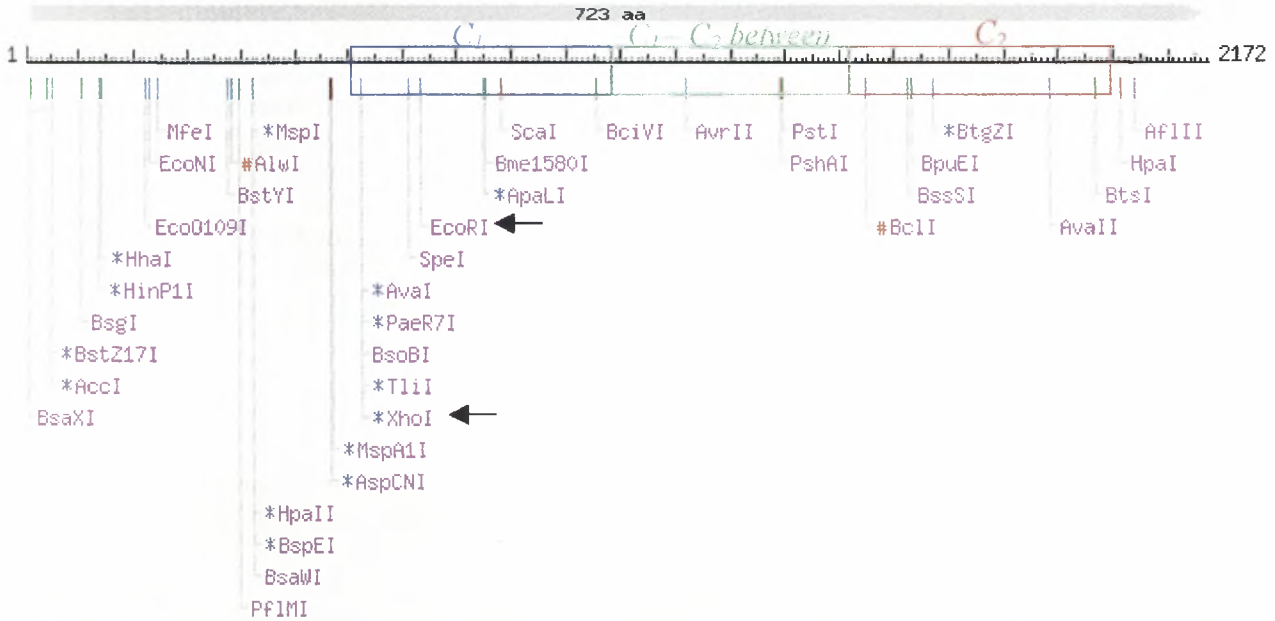 723 aa
C₁ C₁ - C₂ between C₂
1 2172
MfeI *MspI ScaI BciVI AvrII PstI *BtgZI AflII
EcoNI #AlwI Bme1580I PshAI BpuEI HpaI
BstYI *ApaLI BssSI BtsI
EcoO109I EcoRI #BclI AvaII
*HhaI SpeI
*HinP1I *AvaI
BsgI *PaeR7I
*BstZ17I BsoBI
*AccI *TliI
BsaXI *XhoI
*MspA1I
*AspCNI
*HpaII
*BspEI
BsaWI
PflMI